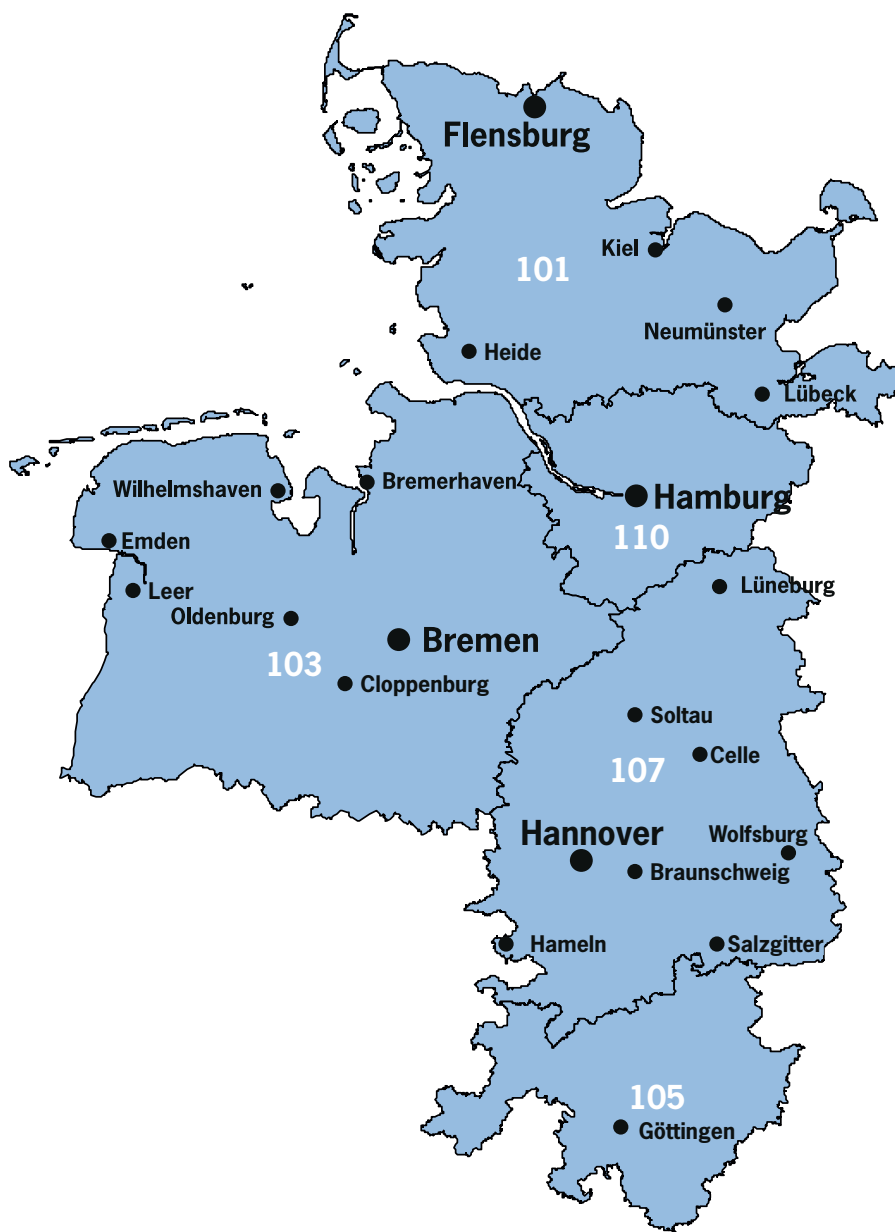 Flensburg
Kiel
101
Neumünster
Heide
Lübeck
Wilhelmshaven
Bremerhaven
Hamburg
110
Emden
Leer
Lüneburg
Oldenburg
Bremen
103
Cloppenburg
Soltau
Celle
107
Hannover
Wolfsburg
Braunschweig
Hameln
Salzgitter
105
Göttingen